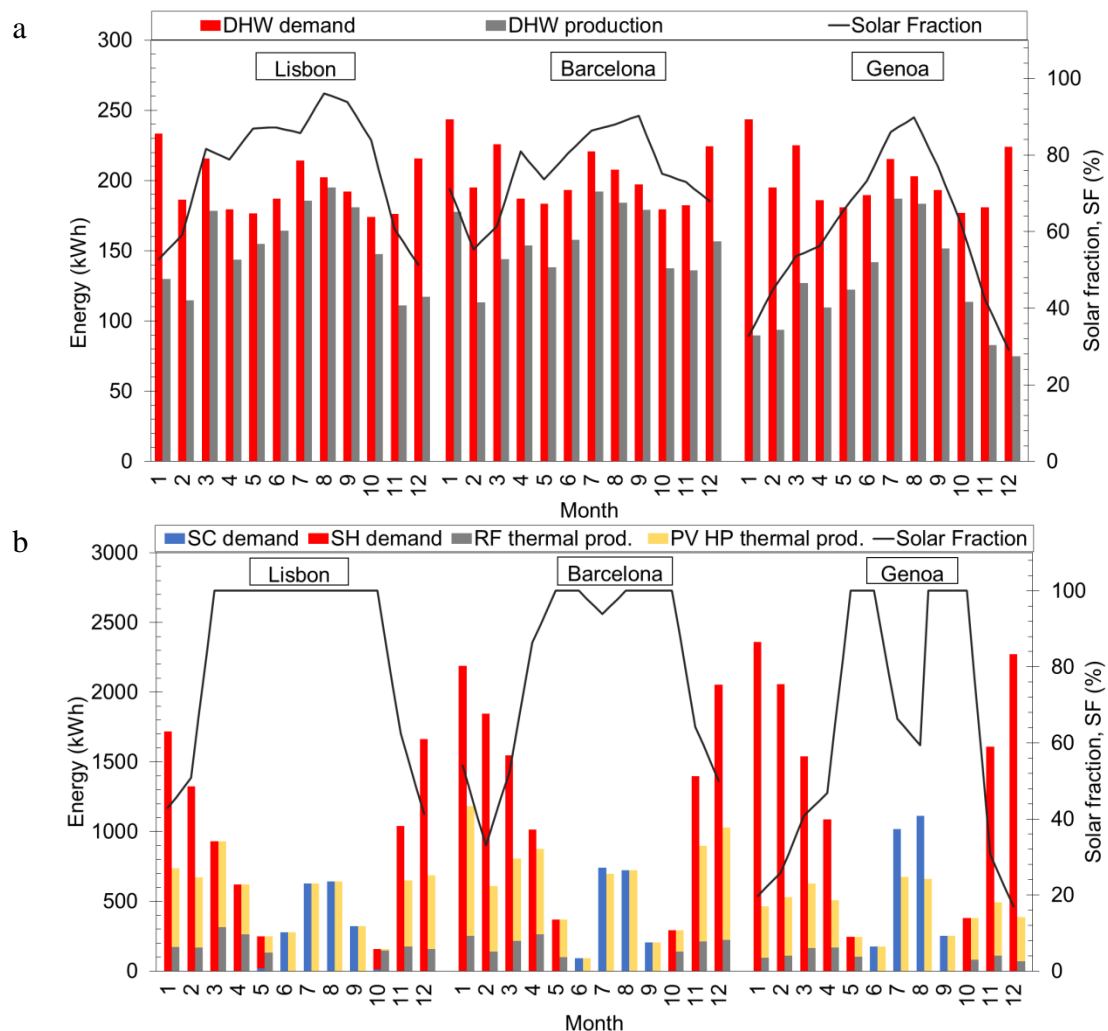 a
DHW demand DHW production Solar Fraction
Lisbon Barcelona Genoa
Energy (kWh)
300
250
200
150
100
50
0
Solar fraction, SF (%)
100
80
60
40
20
0
1 2 3 4 5 6 7 8 9 10 11 12 1 2 3 4 5 6 7 8 9 10 11 12 1 2 3 4 5 6 7 8 9 10 11 12
Month
b
SC demand SH demand RF thermal prod. PV HP thermal prod. Solar Fraction
Lisbon Barcelona Genoa
Energy (kWh)
3000
2500
2000
1500
1000
500
0
Solar fraction, SF (%)
100
80
60
40
20
0
1 2 3 4 5 6 7 8 9 10 11 12 1 2 3 4 5 6 7 8 9 10 11 12 1 2 3 4 5 6 7 8 9 10 11 12
Month